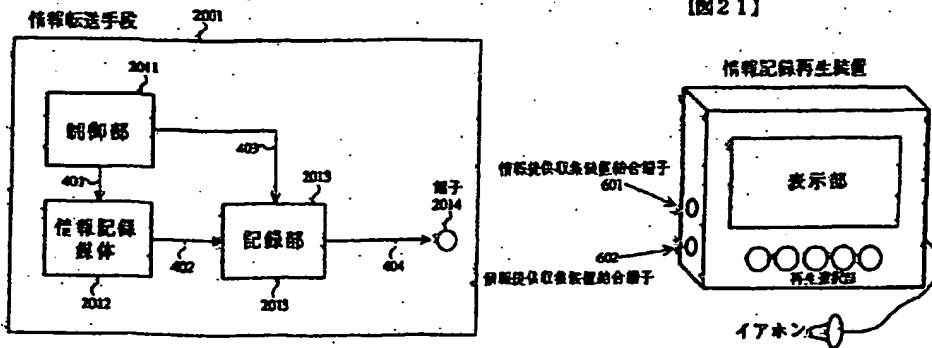 情報転送手段
2001
2011
制御部
401
403
情報記録
媒体
2012
402
2013
記録部
2013
404
端子
2014
【図21】
情報記録再生装置
情報提供収集装置結合端子
601
表示部
602
情報提供収集装置結合端子
再生選択部
イアホン